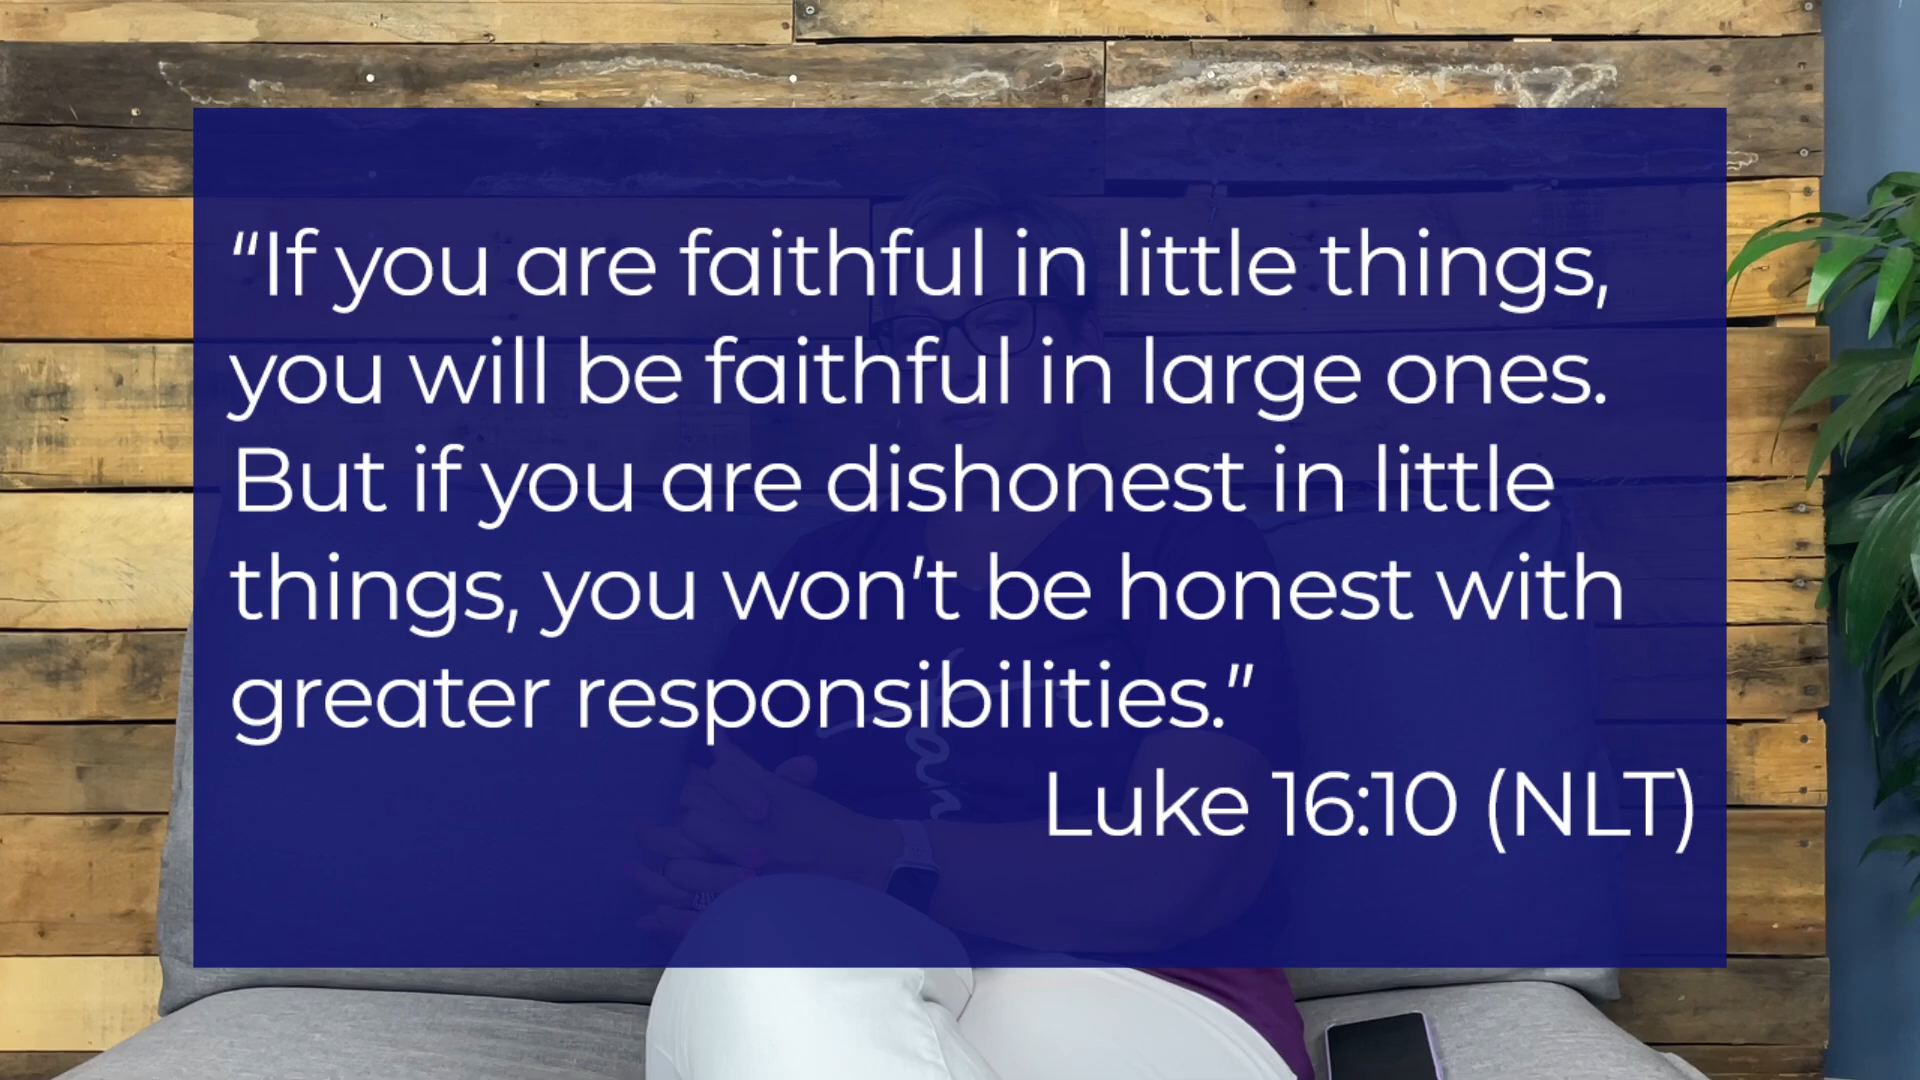 “If you are faithful in little things,
you will be faithful in large ones.
But if you are dishonest in little
things, you won’t be honest with
greater responsibilities.”
Luke 16:10 (NLT)